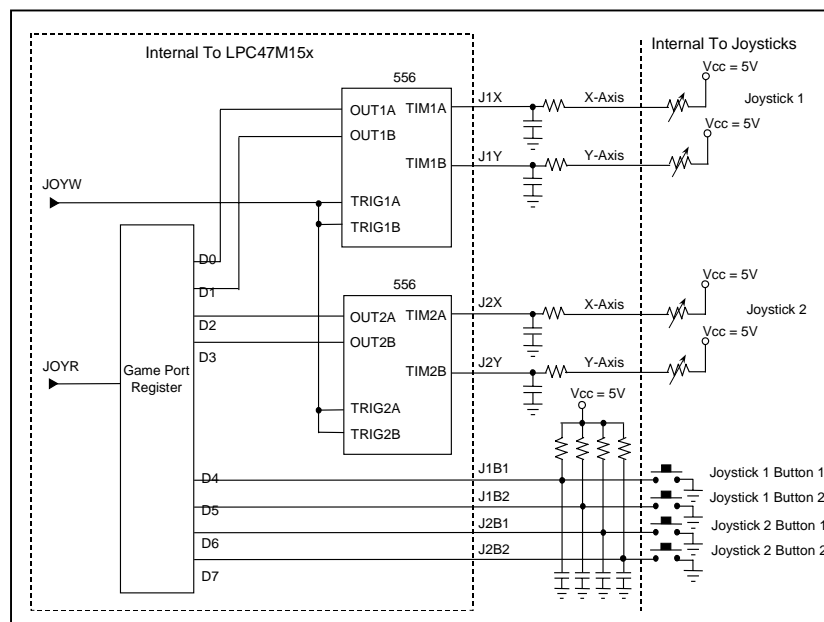 Internal To LPC47M15x
Internal To Joysticks
556
Vcc = 5V
OUT1A
TIM1A
J1X
X-Axis
Joystick 1
OUT1B
Vcc = 5V
TIM1B
J1Y
Y-Axis
JOYW
TRIG1A
TRIG1B
D0
556
Vcc = 5V
D1
OUT2A
TIM2A
J2X
X-Axis
Joystick 2
D2
OUT2B
Vcc = 5V
D3
TIM2B
J2Y
Y-Axis
JOYR
Game Port
Register
Vcc = 5V
TRIG2A
TRIG2B
D4
J1B1
Joystick 1 Button 1
D5
J1B2
Joystick 1 Button 2
D6
J2B1
Joystick 2 Button 1
D7
J2B2
Joystick 2 Button 2